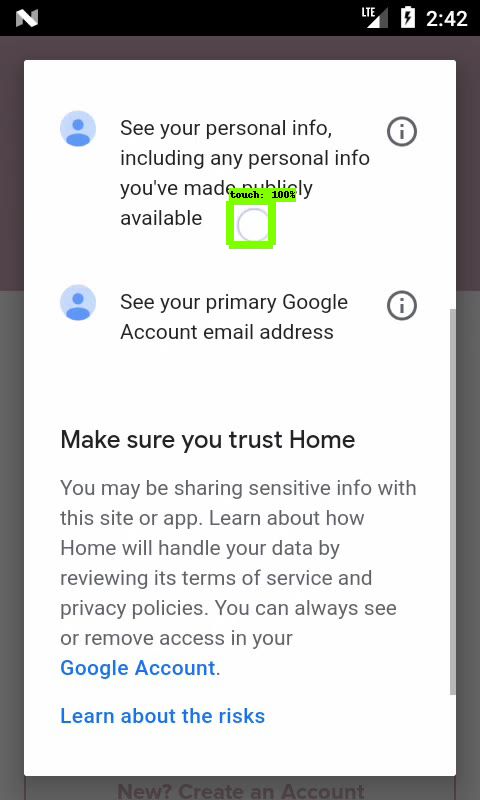 LTE 2:42
See your personal info,
including any personal info
you've made publicly
touch: 100%
available
See your primary Google
Account email address
Make sure you trust Home
You may be sharing sensitive info with
this site or app. Learn about how
Home will handle your data by
reviewing its terms of service and
privacy policies. You can always see
or remove access in your
Google Account.
Learn about the risks
New? Create an Account